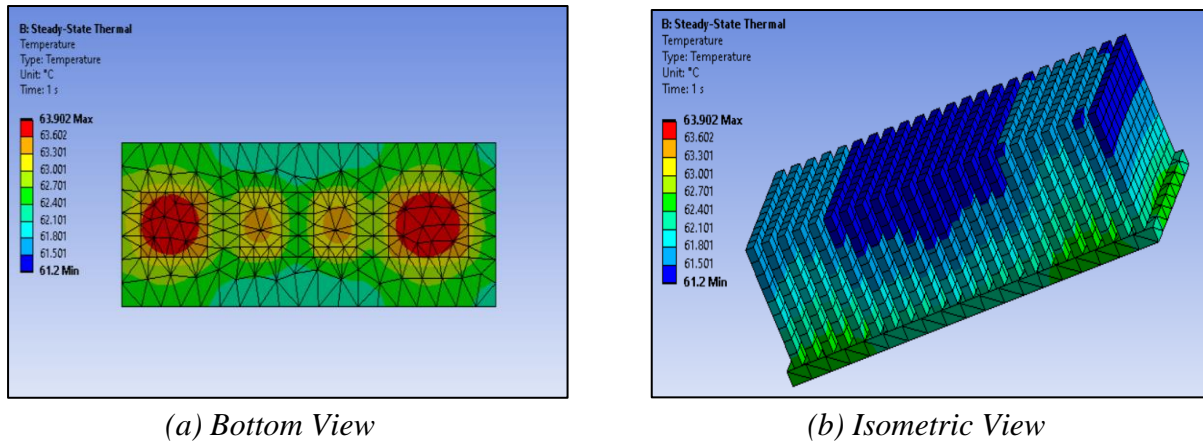 B: Steady-State Thermal
Temperature
Type: Temperature
Unit: °C
Time: 1 s
63.902 Max
63.602
63.301
63.001
62.701
62.401
62.101
61.801
61.501
61.2 Min
(a) Bottom View
B: Steady-State Thermal
Temperature
Type: Temperature
Unit: °C
Time: 1 s
63.902 Max
63.602
63.301
63.001
62.701
62.401
62.101
61.801
61.501
61.2 Min
(b) Isometric View